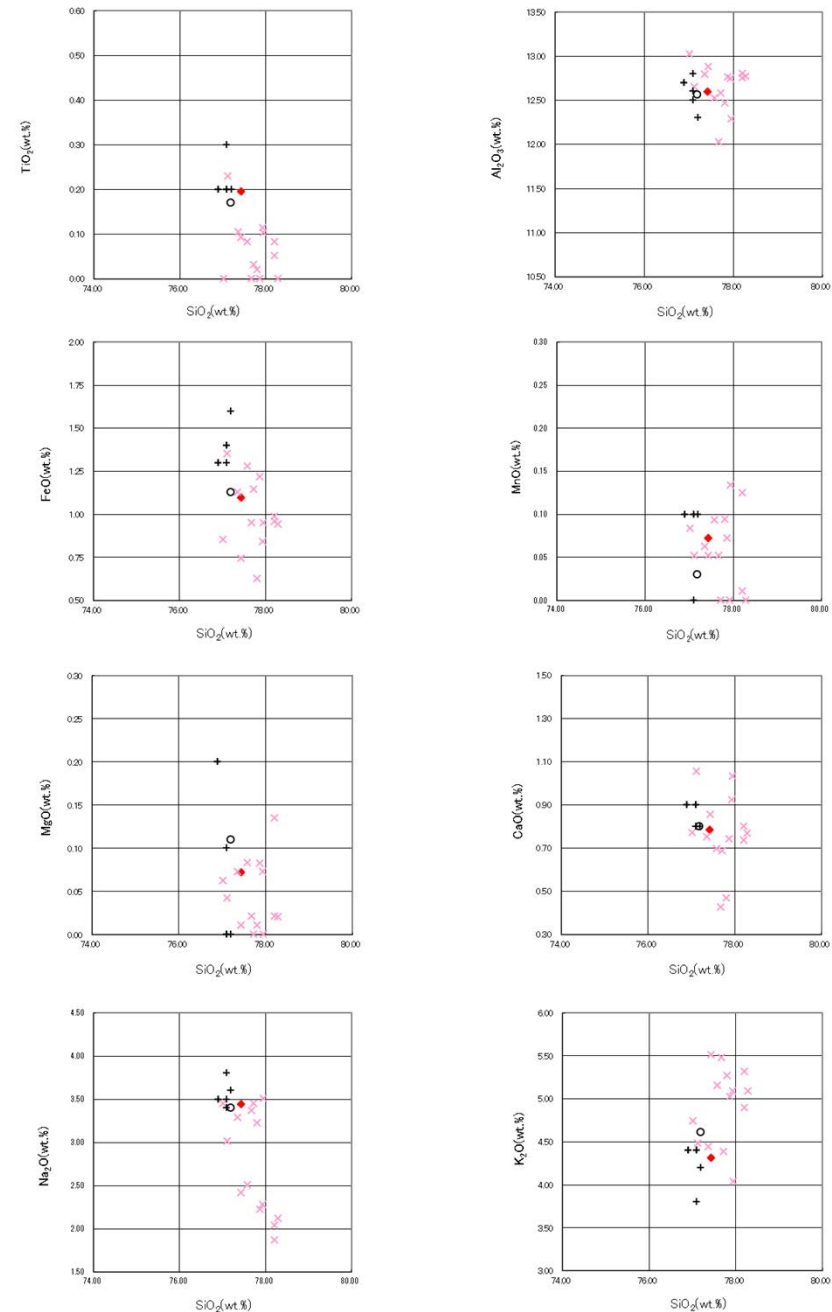 0.60
0.50
0.40
0.30
0.20
0.10
0.00
TiO₂(wt.%)
74.00 76.00 78.00 80.00
SiO₂(wt.%)
13.50
13.00
12.50
12.00
11.50
11.00
10.50
Al₂O₃(wt.%)
74.00 76.00 78.00 80.00
SiO₂(wt.%)
2.00
1.75
1.50
1.25
1.00
0.75
0.50
FeO(wt.%)
74.00 76.00 78.00 80.00
SiO₂(wt.%)
0.30
0.25
0.20
0.15
0.10
0.05
0.00
MnO(wt.%)
74.00 76.00 78.00 80.00
SiO₂(wt.%)
0.30
0.25
0.20
0.15
0.10
0.05
0.00
MgO(wt.%)
74.00 76.00 78.00 80.00
SiO₂(wt.%)
1.50
1.30
1.10
0.90
0.70
0.50
0.30
CaO(wt.%)
74.00 76.00 78.00 80.00
SiO₂(wt.%)
4.50
4.00
3.50
3.00
2.50
2.00
1.50
Na₂O(wt.%)
74.00 76.00 78.00 80.00
SiO₂(wt.%)
6.00
5.50
5.00
4.50
4.00
3.50
3.00
K₂O(wt.%)
74.00 76.00 78.00 80.00
SiO₂(wt.%)